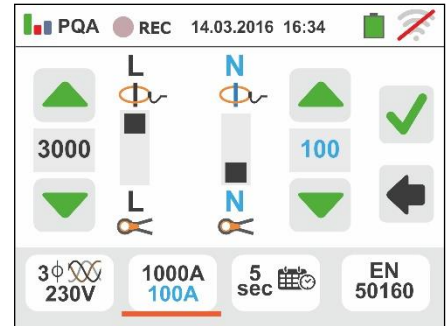 PQA REC 14.03.2016 16:34
L N
3000 100
L N
3ϕ 230V
1000A 100A
5 sec
EN 50160